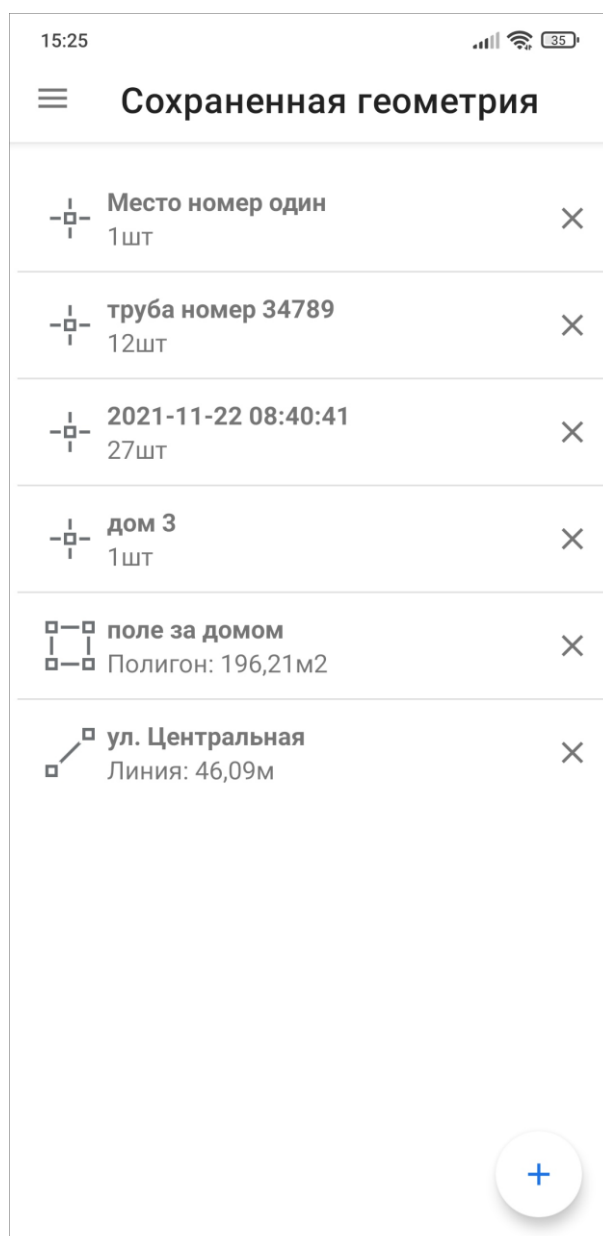 15:25
35
Сохраненная геометрия
Место номер один
1шт
труба номер 34789
12шт
2021-11-22 08:40:41
27шт
дом 3
1шт
поле за домом
Полигон: 196,21м2
ул. Центральная
Линия: 46,09м